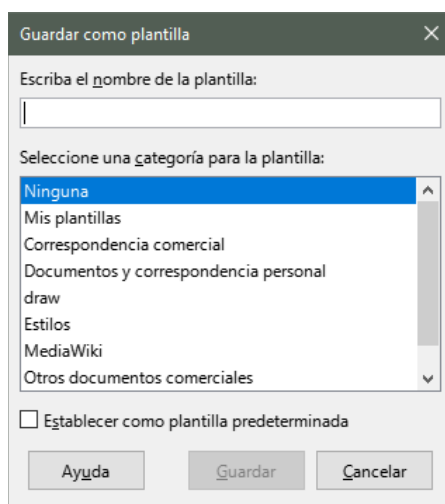 Guardar como plantilla
Escriba el nombre de la plantilla:
Seleccione una categoría para la plantilla:
Ninguna
Mis plantillas
Correspondencia comercial
Documentos y correspondencia personal
draw
Estilos
MediaWiki
Otros documentos comerciales
Establecer como plantilla predeterminada
Ayuda Guardar Cancelar